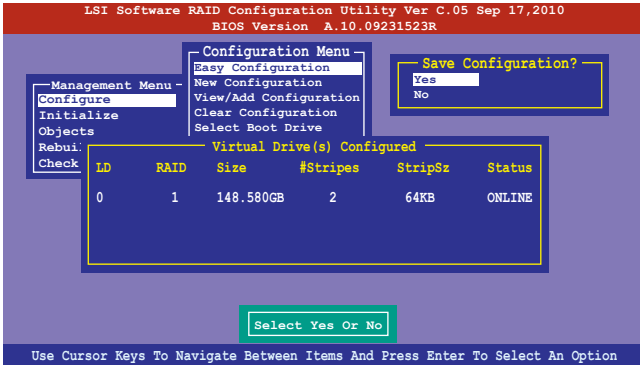 LSI Software RAID Configuration Utility Ver C.05 Sep 17,2010
BIOS Version A.10.09231523R
Configuration Menu
Easy Configuration
New Configuration
View/Add Configuration
Clear Configuration
Select Boot Drive
Save Configuration?
Yes
No
Management Menu
Configure
Initialize
Objects
Rebui
Check
Virtual Drive(s) Configured
LD RAID Size #Stripes StripSz Status
0 1 148.580GB 2 64KB ONLINE
Select Yes Or No
Use Cursor Keys To Navigate Between Items And Press Enter To Select An Option